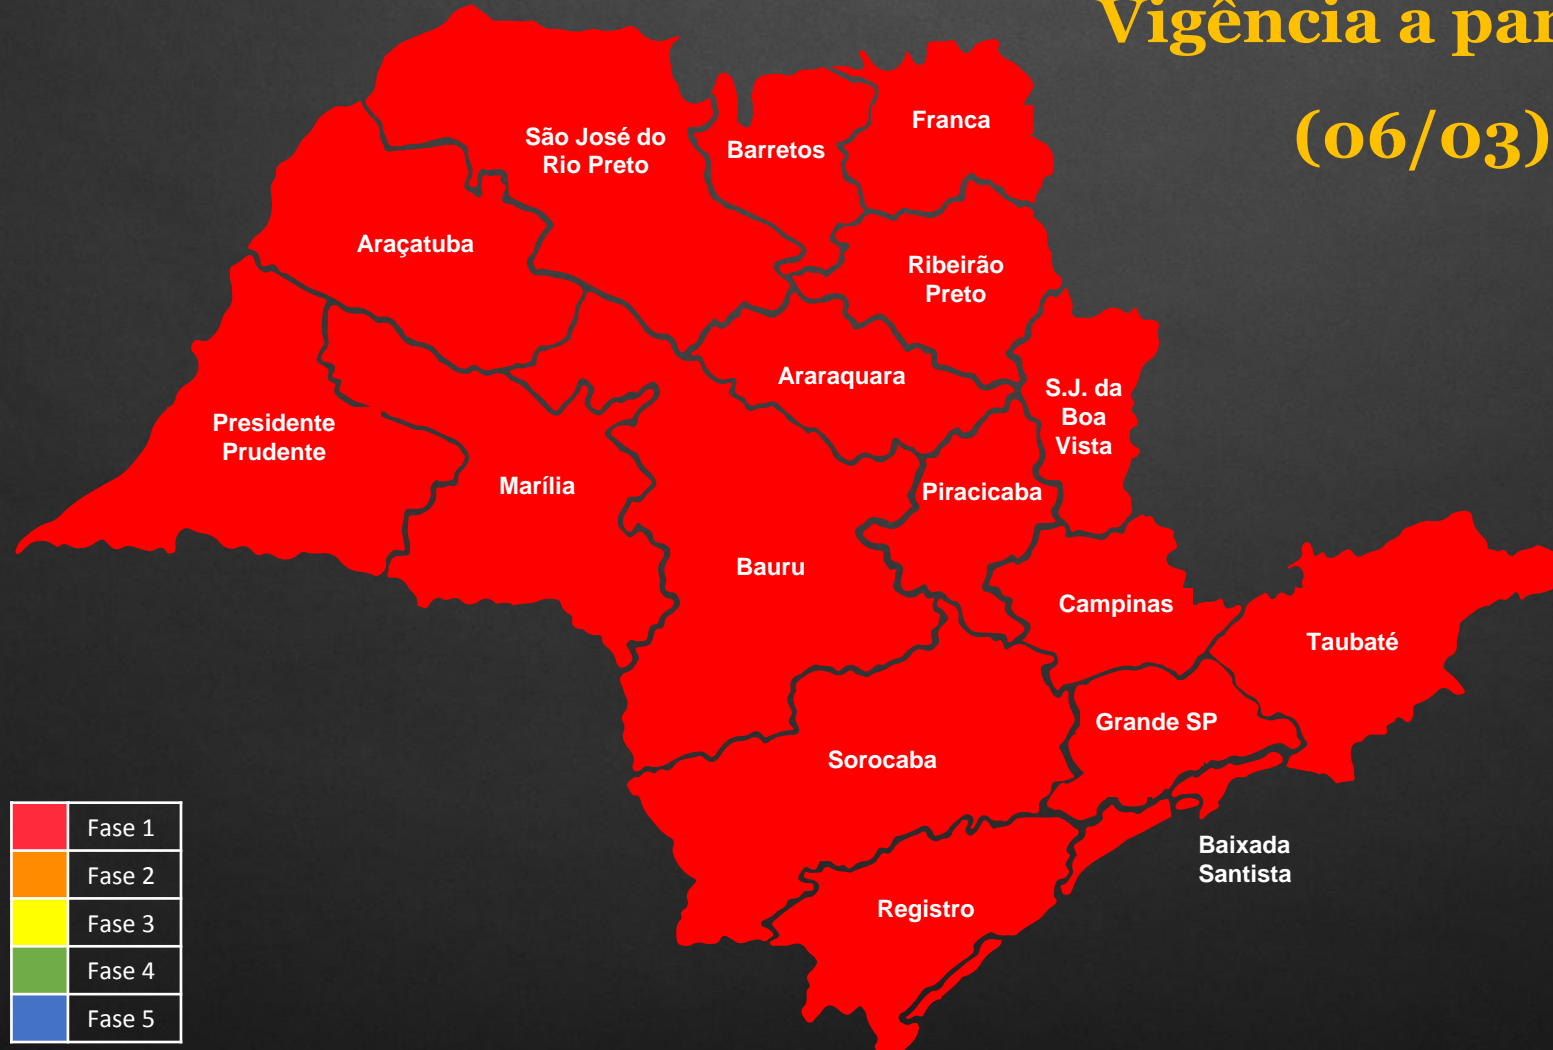 Vigência a par
(06/03)
Franca
São José do
Rio Preto
Barretos
Araçatuba
Ribeirão
Preto
Araraquara
S.J. da
Boa
Vista
Presidente
Prudente
Marília
Piracicaba
Bauru
Campinas
Taubaté
Grande SP
Sorocaba
Baixada
Santista
Registro
Fase 1
Fase 2
Fase 3
Fase 4
Fase 5